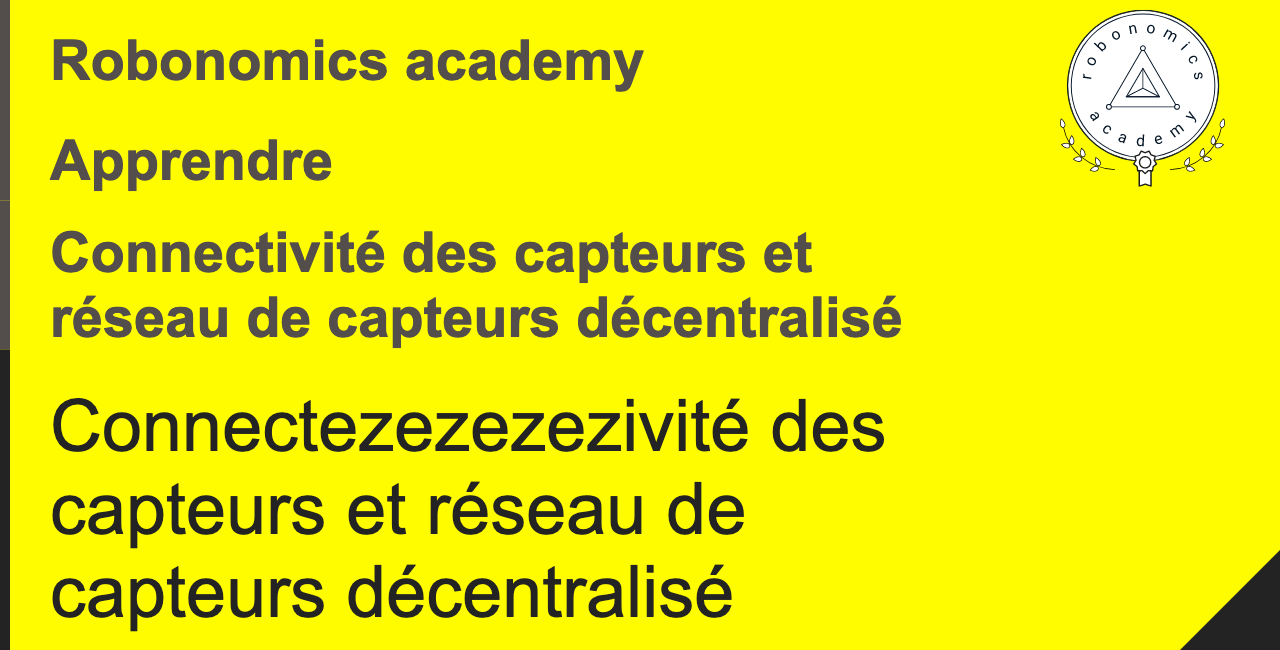 Robonomics academy
robonomics
academy
Apprendre
Connectivité des capteurs et
réseau de capteurs décentralisé
Connectezezezezezivité des
capteurs et réseau de
capteurs décentralisé